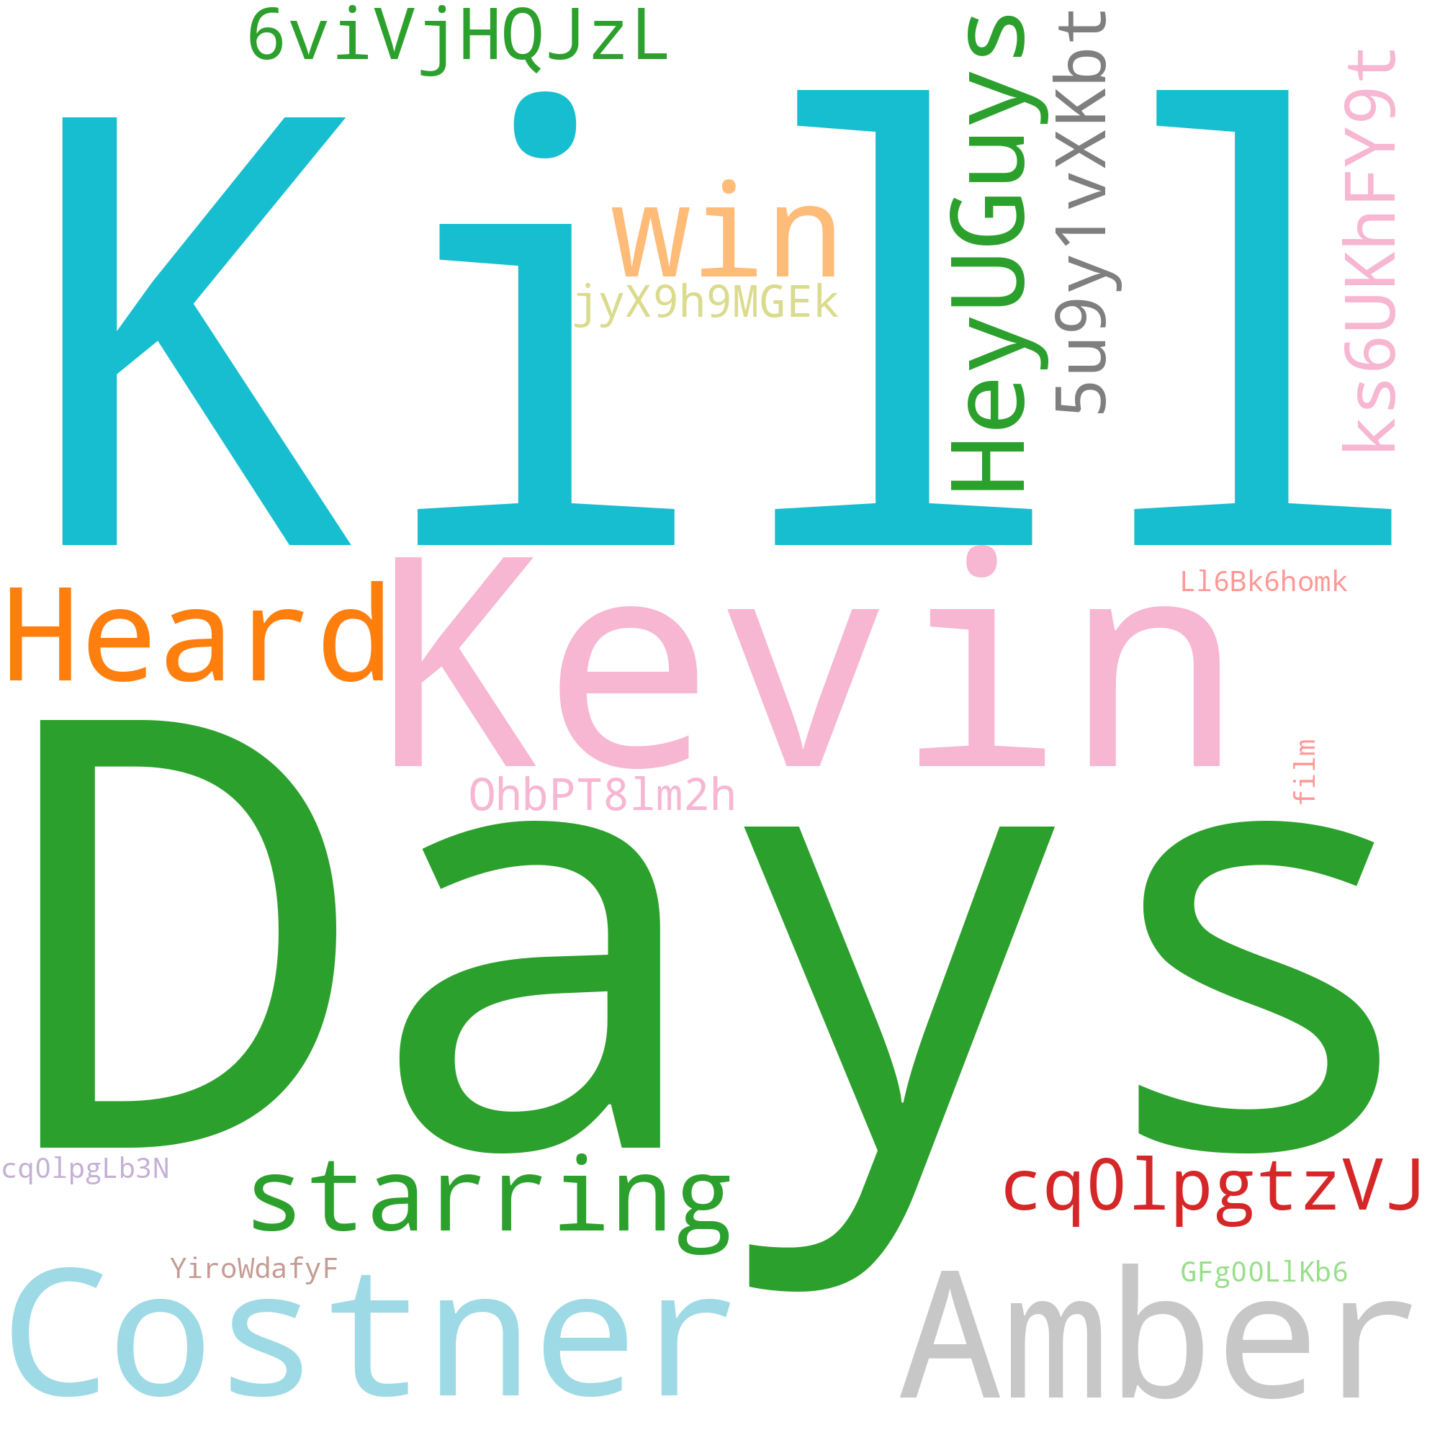 6viVjHQJzL
Kill
HeyUGuys
5u9y1vXKbt
ks6UKhFY9t
win
jyX9h9MGEk
Heard
Kevin
Ll6Bk6homk
film
OhbPT8lm2h
Days
cq0lpgLb3N
starring
cq0lpgtzVJ
YiroWdafyF
GFgO0LlKb6
Costner
Amber